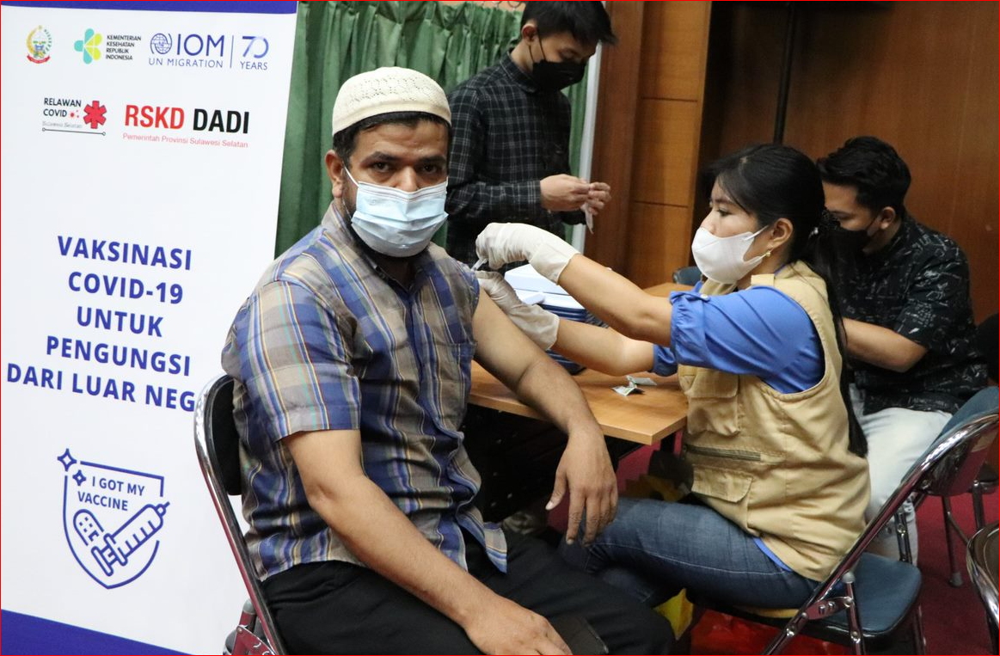 KEMENTERIAN
KESEHATAN
REPUBLIK
INDONESIA
IOM
UN MIGRATION
70
YEARS
RELAWAN
COVID
Sulawesi Selatan
RSKD DADI
Pemerintah Provinsi Sulawesi Selatan
VAKSINASI
COVID-19
UNTUK
PENGUNGSI
DARI LUAR NEG
I GOT MY
VACCINE